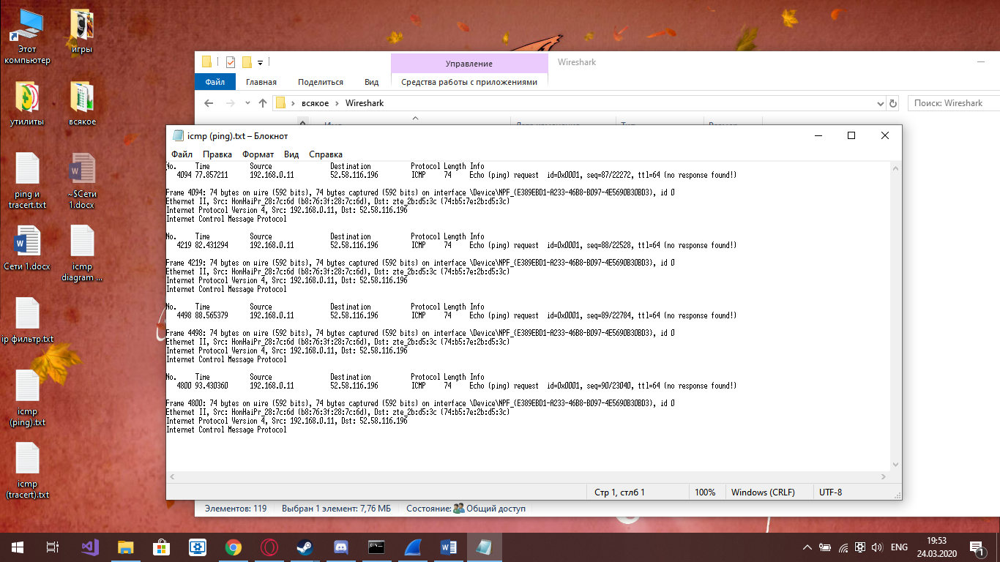 Этот компьютер
игры
утилиты
всякое
ping и tracert.txt
~$Сети 1.docx
Сети 1.docx
icmp diagram ...
ip фильтр.txt
icmp (ping).txt
icmp (tracert).txt
Управление
Wireshark
Файл Главная Поделиться Вид Средства работы с приложениями
всякое › Wireshark
Поиск: Wireshark
icmp (ping).txt – Блокнот
Файл Правка Формат Вид Справка
No. Time Source Destination Protocol Length Info
4094 77.857211 192.168.0.11 52.58.116.196 ICMP 74 Echo (ping) request id=0x0001, seq=87/22272, ttl=64 (no response found!)
Frame 4094: 74 bytes on wire (592 bits), 74 bytes captured (592 bits) on interface \Device\NPF_{E389EBD1-A233-46B8-B097-4E5690B30BD3}, id 0
Ethernet II, Src: HonHaiPr_28:7c:6d (b8:76:3f:28:7c:6d), Dst: zte_2b:d5:3c (74:b5:7e:2b:d5:3c)
Internet Protocol Version 4, Src: 192.168.0.11, Dst: 52.58.116.196
Internet Control Message Protocol
No. Time Source Destination Protocol Length Info
4219 82.431294 192.168.0.11 52.58.116.196 ICMP 74 Echo (ping) request id=0x0001, seq=88/22528, ttl=64 (no response found!)
Frame 4219: 74 bytes on wire (592 bits), 74 bytes captured (592 bits) on interface \Device\NPF_{E389EBD1-A233-46B8-B097-4E5690B30BD3}, id 0
Ethernet II, Src: HonHaiPr_28:7c:6d (b8:76:3f:28:7c:6d), Dst: zte_2b:d5:3c (74:b5:7e:2b:d5:3c)
Internet Protocol Version 4, Src: 192.168.0.11, Dst: 52.58.116.196
Internet Control Message Protocol
No. Time Source Destination Protocol Length Info
4498 88.565379 192.168.0.11 52.58.116.196 ICMP 74 Echo (ping) request id=0x0001, seq=89/22784, ttl=64 (no response found!)
Frame 4498: 74 bytes on wire (592 bits), 74 bytes captured (592 bits) on interface \Device\NPF_{E389EBD1-A233-46B8-B097-4E5690B30BD3}, id 0
Ethernet II, Src: HonHaiPr_28:7c:6d (b8:76:3f:28:7c:6d), Dst: zte_2b:d5:3c (74:b5:7e:2b:d5:3c)
Internet Protocol Version 4, Src: 192.168.0.11, Dst: 52.58.116.196
Internet Control Message Protocol
No. Time Source Destination Protocol Length Info
4800 93.430360 192.168.0.11 52.58.116.196 ICMP 74 Echo (ping) request id=0x0001, seq=90/23040, ttl=64 (no response found!)
Frame 4800: 74 bytes on wire (592 bits), 74 bytes captured (592 bits) on interface \Device\NPF_{E389EBD1-A233-46B8-B097-4E5690B30BD3}, id 0
Ethernet II, Src: HonHaiPr_28:7c:6d (b8:76:3f:28:7c:6d), Dst: zte_2b:d5:3c (74:b5:7e:2b:d5:3c)
Internet Protocol Version 4, Src: 192.168.0.11, Dst: 52.58.116.196
Internet Control Message Protocol
Стр 1, стлб 1 100% Windows (CRLF) UTF-8
Элементов: 119 Выбран 1 элемент: 7,76 МБ Состояние: Общий доступ
ENG 19:53
24.03.2020
1